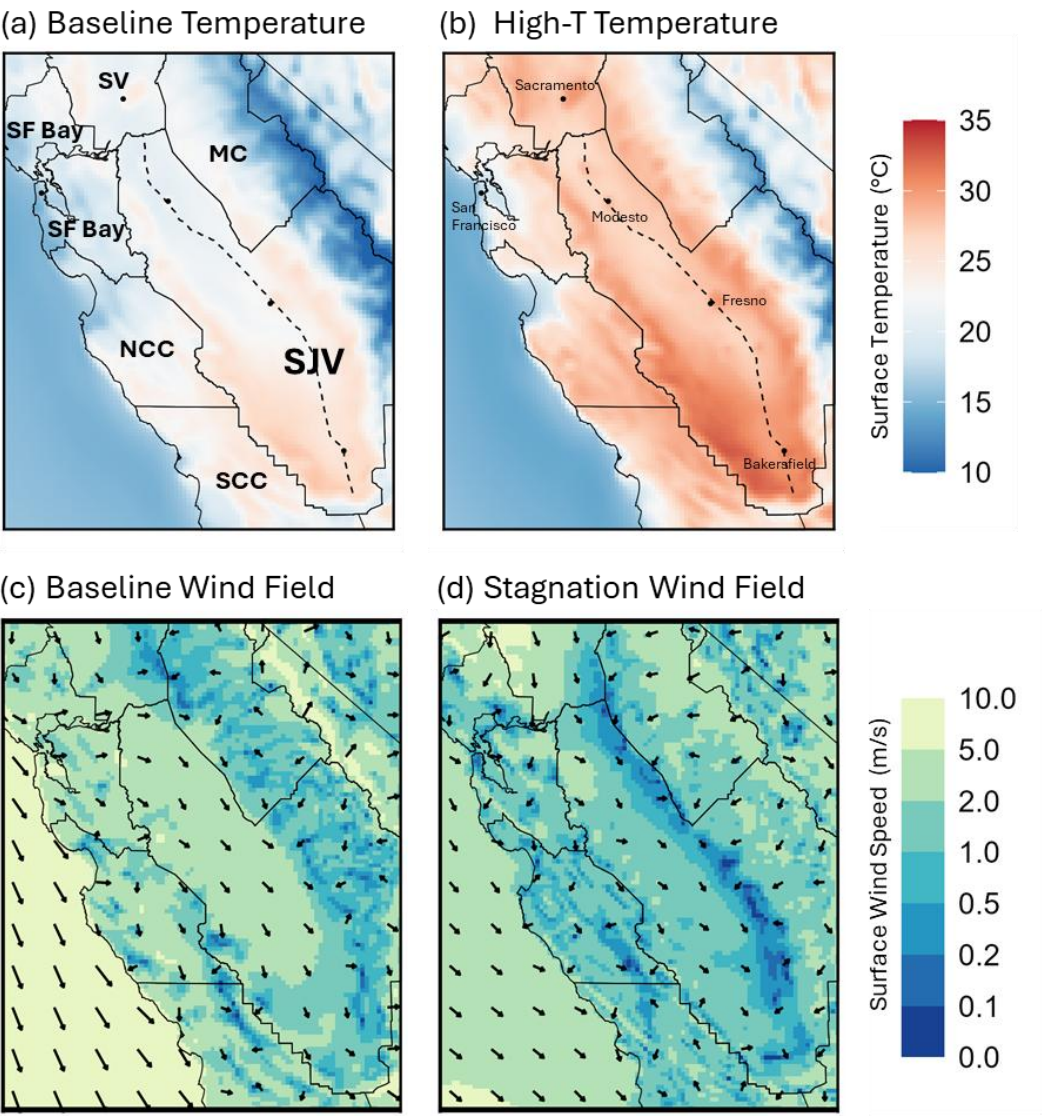 (a) Baseline Temperature
(b) High-T Temperature
SV
SF Bay
MC
SF Bay
NCC
SJV
SCC
Sacramento
San
Francisco
Modesto
Fresno
Bakersfield
35
30
25
20
15
10
Surface Temperature (°C)
(c) Baseline Wind Field
(d) Stagnation Wind Field
10.0
5.0
2.0
1.0
0.5
0.2
0.1
0.0
Surface Wind Speed (m/s)